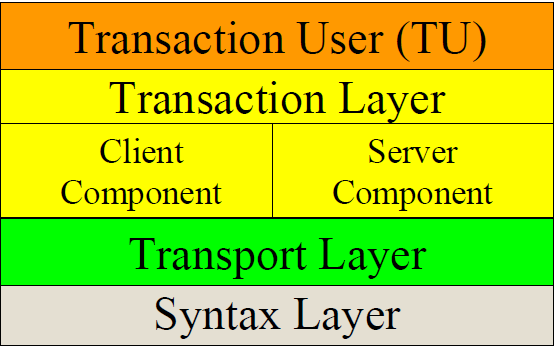 Transaction User (TU)
Transaction Layer
Client
Component
Server
Component
Transport Layer
Syntax Layer